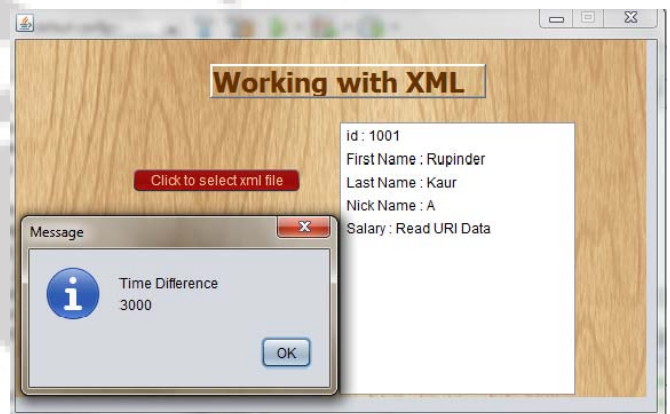 Working with XML
Click to select xml file
id : 1001
First Name : Rupinder
Last Name : Kaur
Nick Name : A
Salary : Read URI Data
Message
Time Difference
3000
OK